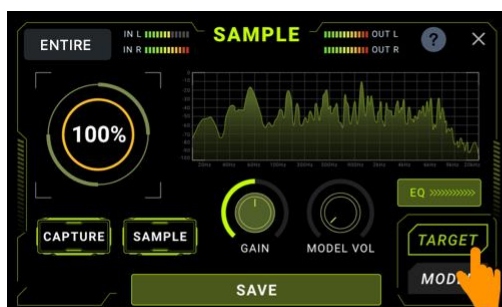 ENTIRE
IN L
IN R
SAMPLE
OUT L
OUT R
?
100%
EQ
CAPTURE
SAMPLE
GAIN
MODEL VOL
TARGET
SAVE